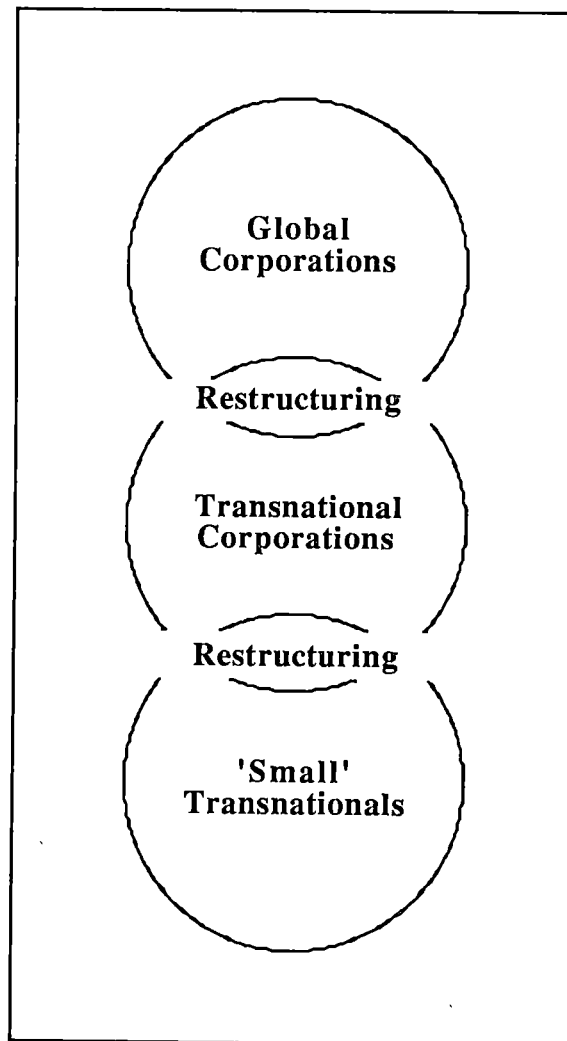 Global
Corporations
Restructuring
Transnational
Corporations
Restructuring
'Small'
Transnationals